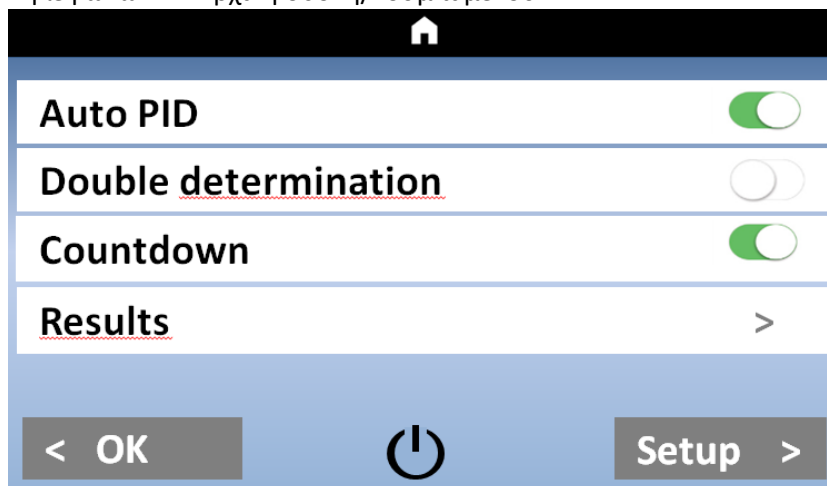 Auto PID
Double determination
Countdown
Results >
< OK
Setup >